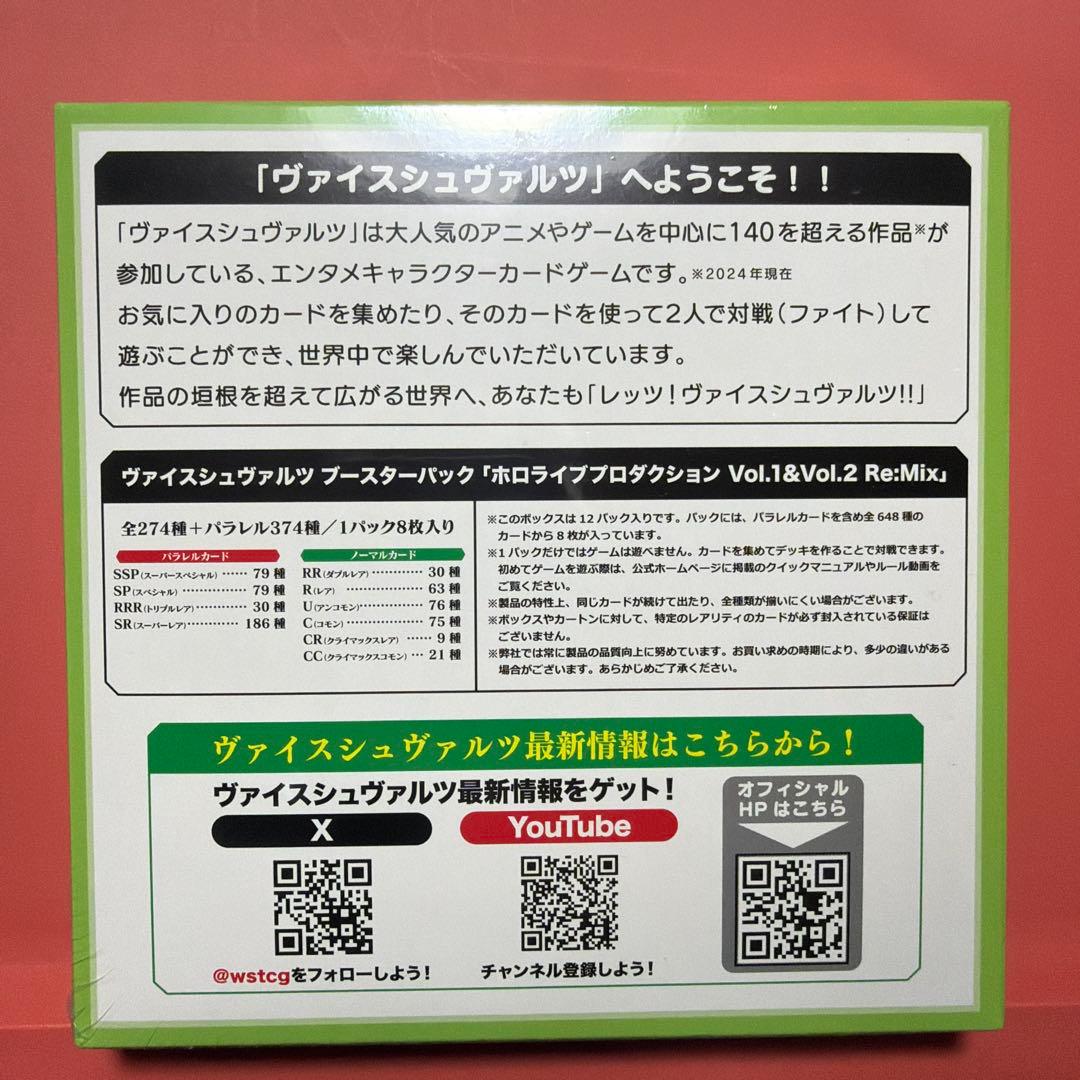 「ヴァイスシュヴァルツ」へようこそ！！
「ヴァイスシュヴァルツ」は大人気のアニメやゲームを中心に140を超える作品※が
参加している、エンタメキャラクターカードゲームです。※2024年現在
お気に入りのカードを集めたり、そのカードを使って2人で対戦（ファイト）して
遊ぶことができ、世界中で楽しんでいただいています。
作品の垣根を超えて広がる世界へ、あなたも「レッツ！ヴァイスシュヴァルツ!!」
ヴァイスシュヴァルツ ブースターパック「ホロライブプロダクション Vol.1&Vol.2 Re:Mix」
全274種＋パラレル374種／1パック8枚入り
パラレルカード
SSP(スーパースペシャル)……79種
SP(スペシャル)…………79種
RRR(トリプルレア)…………30種
SR(スーパーレア)…………186種
ノーマルカード
RR(ダブルレア)…………30種
R(レア)…………63種
U(アンコモン)…………76種
C(コモン)…………75種
CR(クライマックスレア)……9種
CC(クライマックスコモン)…21種
※このボックスは12パック入りです。パックには、パラレルカードを含め全648種の
カードから8枚が入っています。
※1パックだけではゲームは遊べません。カードを集めてデッキを作ることで対戦できます。
初めてゲームを遊ぶ際は、公式ホームページに掲載のクイックマニュアルやルール動画を
ご覧ください。
※製品の特性上、同じカードが続けて出たり、全種類が揃いにくい場合がございます。
※ボックスやカートンに対して、特定のレアリティのカードが必ず封入されている保証は
ございません。
※弊社では常に製品の品質向上に努めています。お買い求めの時期により、多少の違いがある
場合がございます。あらかじめご了承ください。
ヴァイスシュヴァルツ最新情報はこちらから！
ヴァイスシュヴァルツ最新情報をゲット！
X
@wstcgをフォローしよう！
YouTube
チャンネル登録しよう！
オフィシャル
HPはこちら